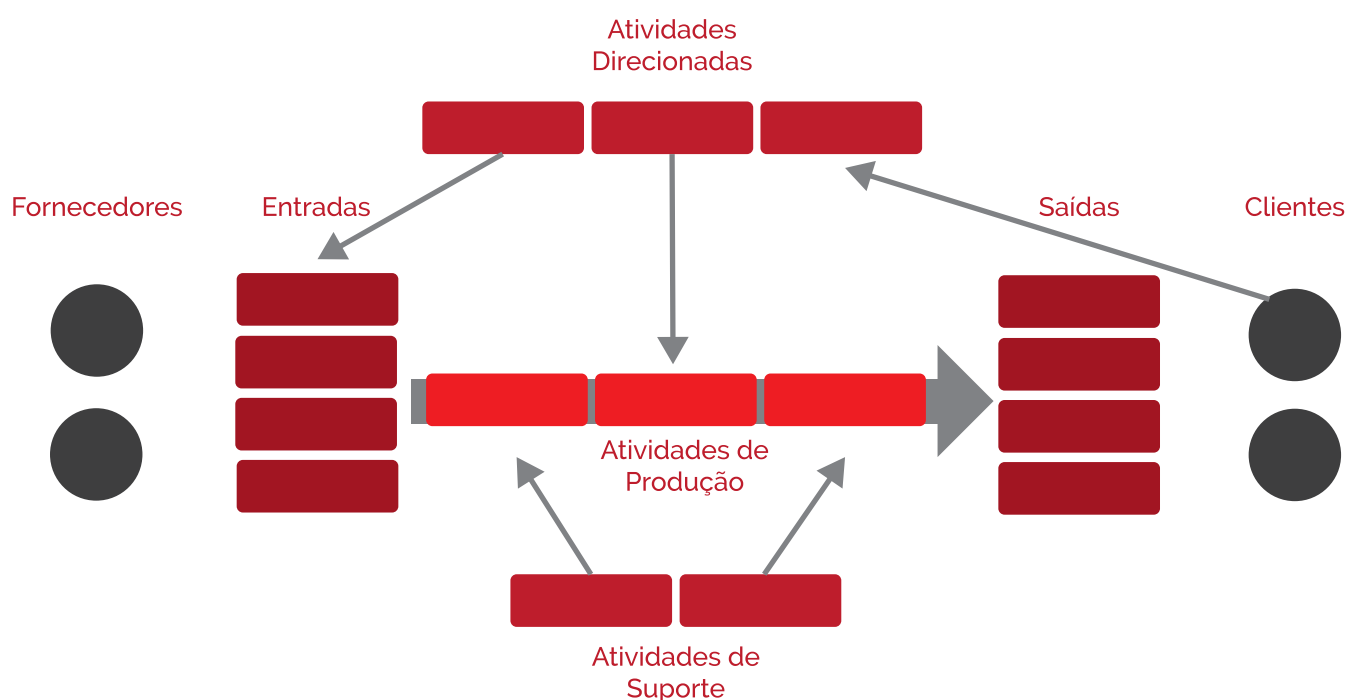 Atividades
Direcionadas
Fornecedores
Entradas
Saídas
Clientes
Atividades de
Produção
Atividades de
Suporte